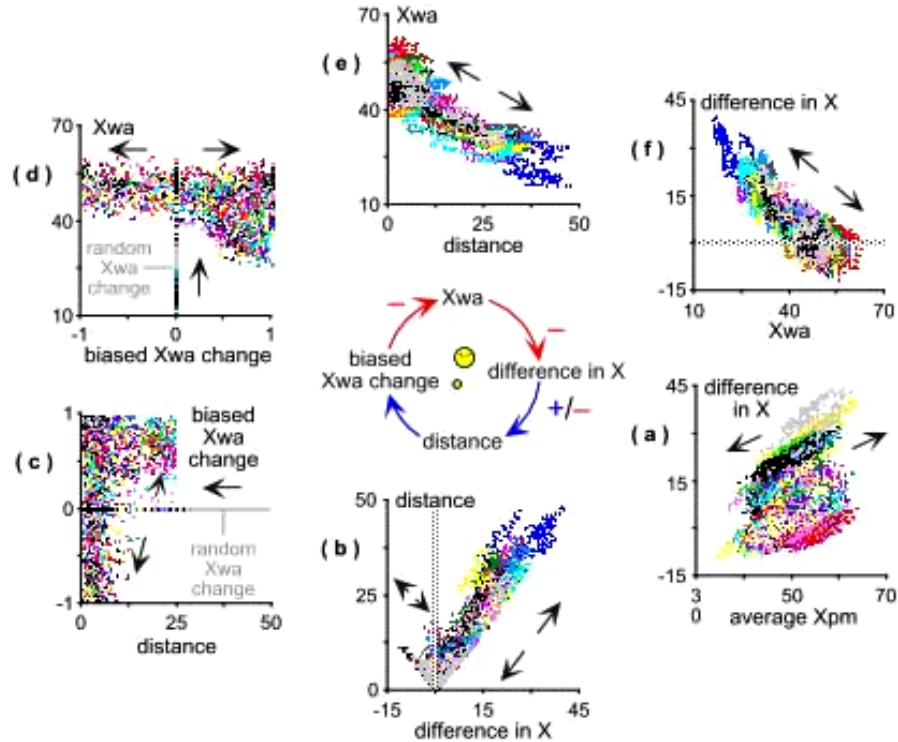 70
Xwa
( e )
40
10
0
25
50
distance
45
difference in X
( f )
15
-15
10
40
70
Xwa
70
Xwa
( d )
40
random
Xwa
change
10
-1
0
1
biased Xwa change
Xwa
–
–
biased
Xwa change
difference in X
+/–
distance
1
biased
Xwa
change
( c )
0
random
Xwa
change
-1
0
25
50
distance
50
distance
( b )
25
0
-15
15
45
difference in X
45
difference
in X
( a )
15
-15
3
0
50
70
average Xpm